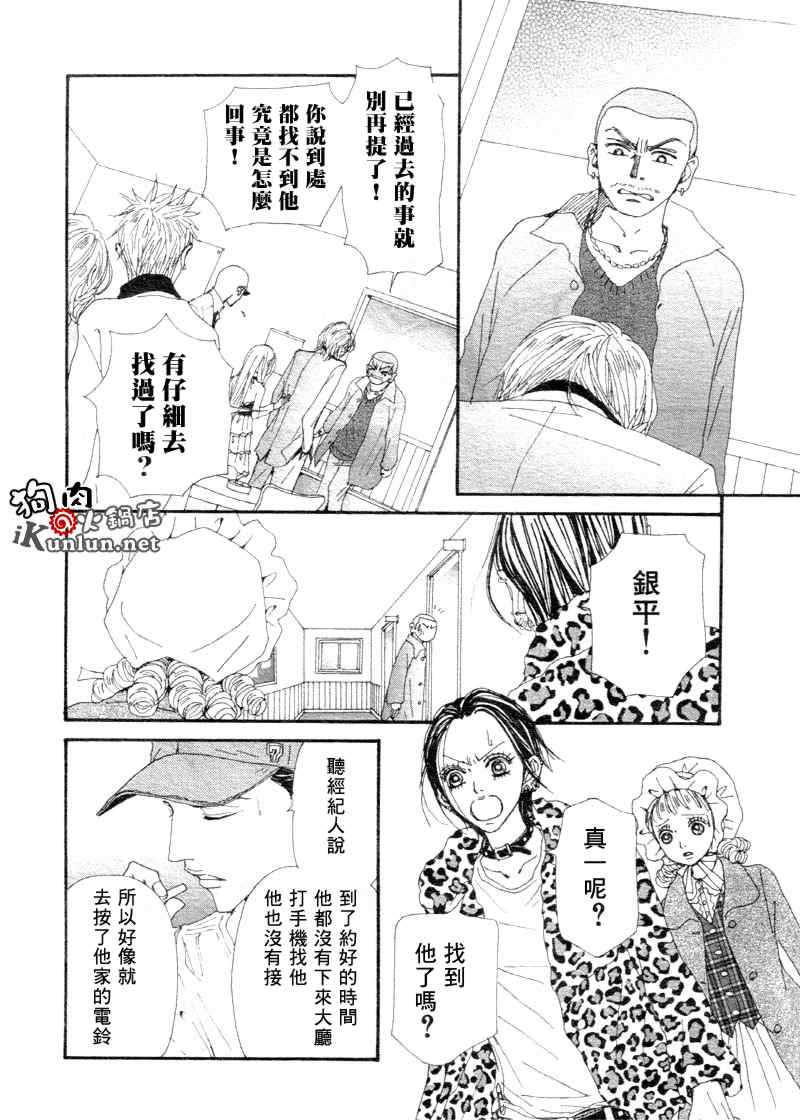 已經過去的事就
別再提了！
你說到處
都找不到他
究竟是怎麼
回事！
有仔細去
找過了嗎？
狗肉
火鍋店
iKunlun.net
銀平！
真一呢？
找到
他了嗎？
聽經紀人說
到了約好的時間
他都沒有下來大廳
打手機找他
他也沒有接
所以好像就
去按了他家的電鈴